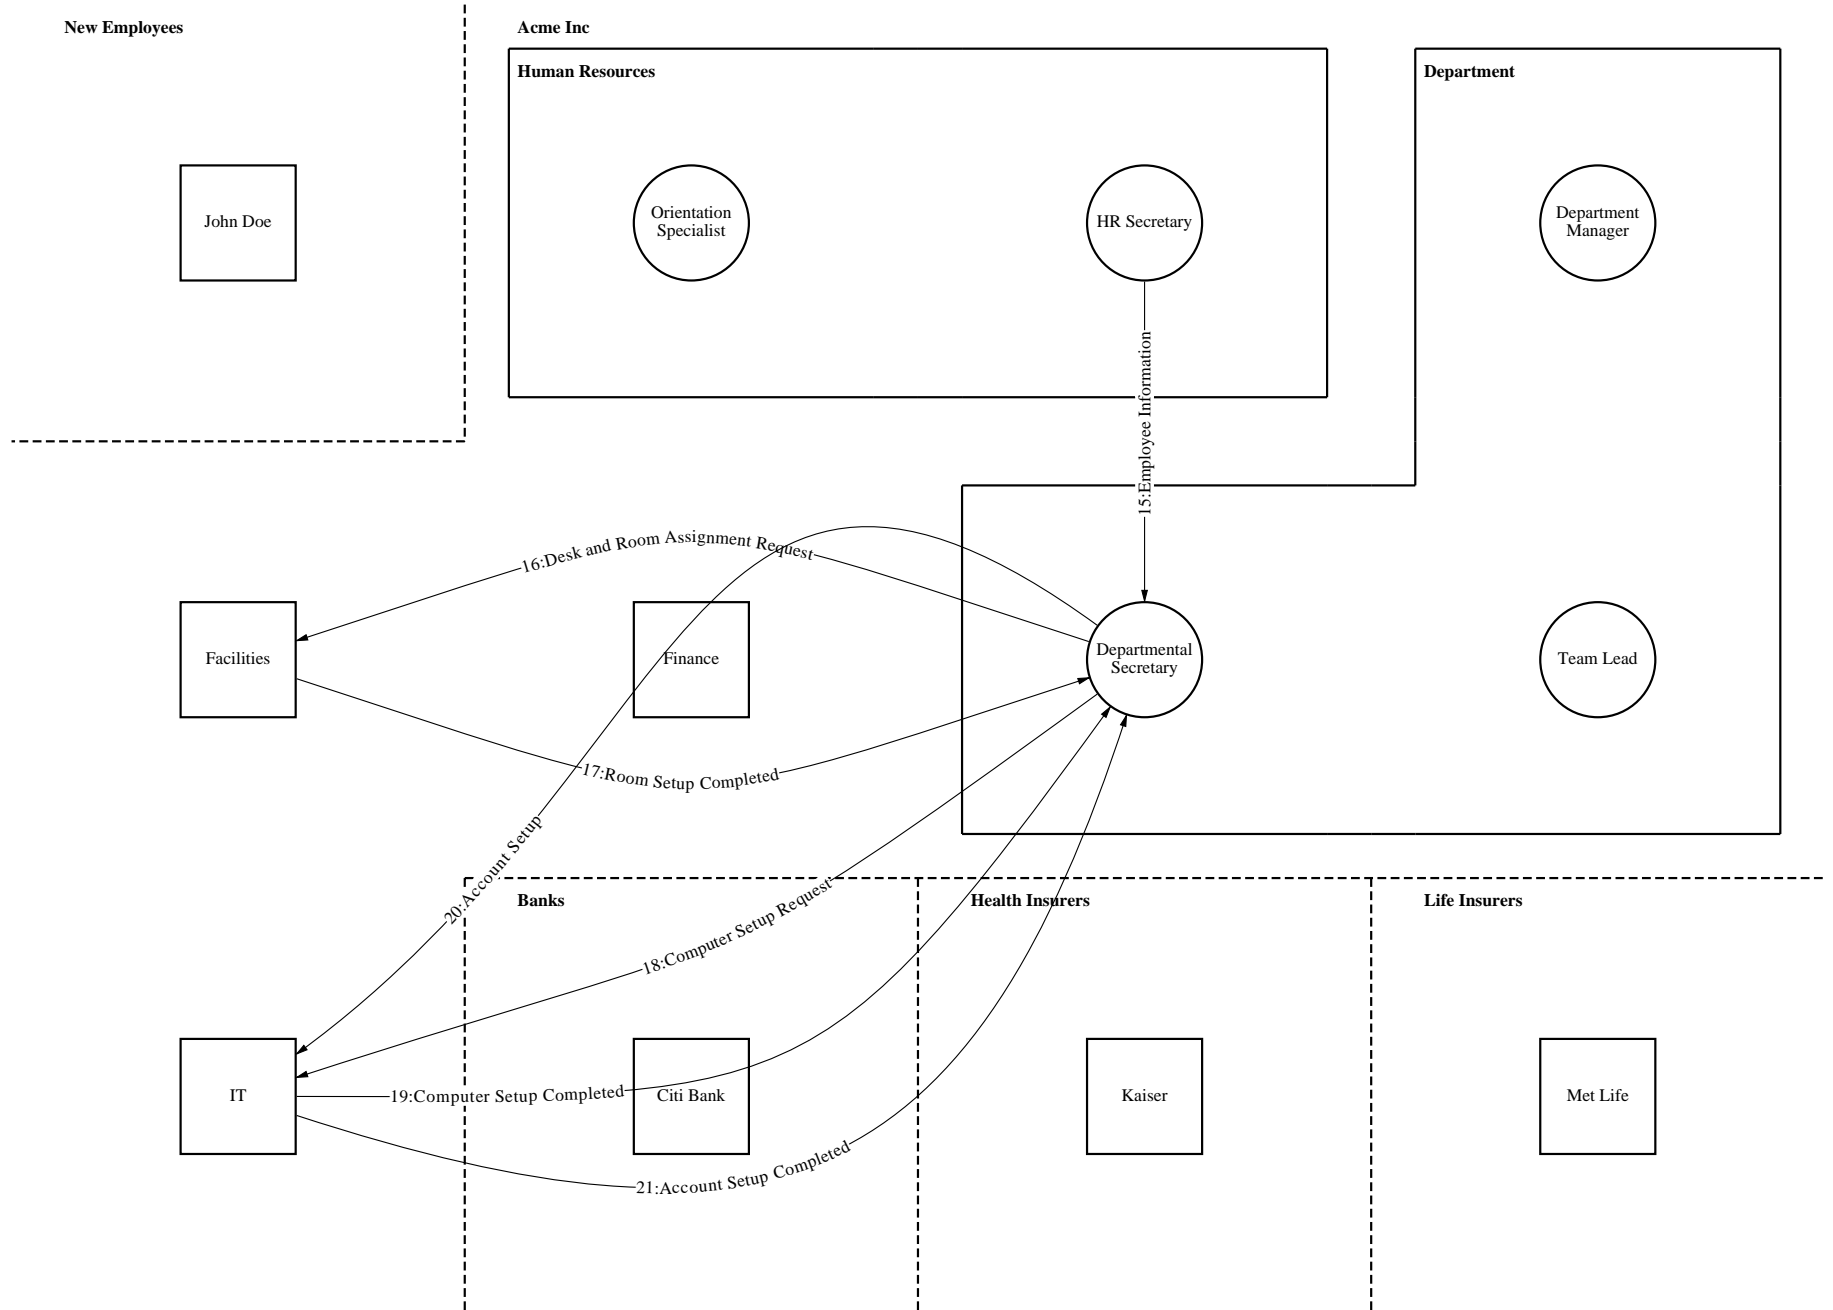 New Employees
Acme Inc
Human Resources
Department
John Doe
Orientation
Specialist
HR Secretary
Department
Manager
15:Employee Information
16:Desk and Room Assignment Request
Facilities
Finance
Departmental
Secretary
Team Lead
17:Room Setup Completed
20:Account Setup
Banks
Health Insurers
Life Insurers
18:Computer Setup Request
IT
19:Computer Setup Completed
Citi Bank
Kaiser
Met Life
21:Account Setup Completed